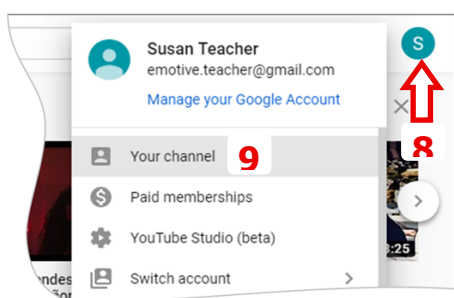 Susan Teacher
S
emotive.teacher@gmail.com
Manage your Google Account
8
Your channel
9
Paid memberships
3:25
YouTube Studio (beta)
Switch account